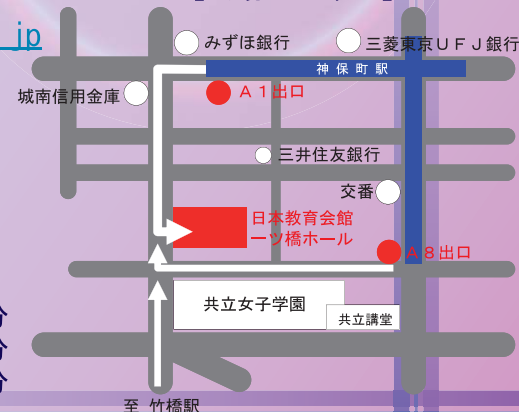 jp
みずほ銀行
三菱東京ＵＦＪ銀行
神保町駅
城南信用金庫
Ａ１出口
三井住友銀行
交番
日本教育会館
一ツ橋ホール
Ａ８出口
共立女子学園
共立講堂
分
分
分
至 竹橋駅